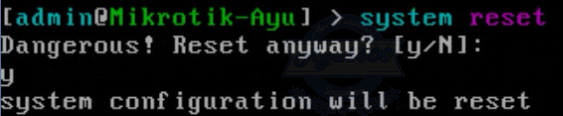 [admin@Mikrotik-Ayu] > system reset
Dangerous! Reset anyway? [y/N]:
y
system configuration will be reset